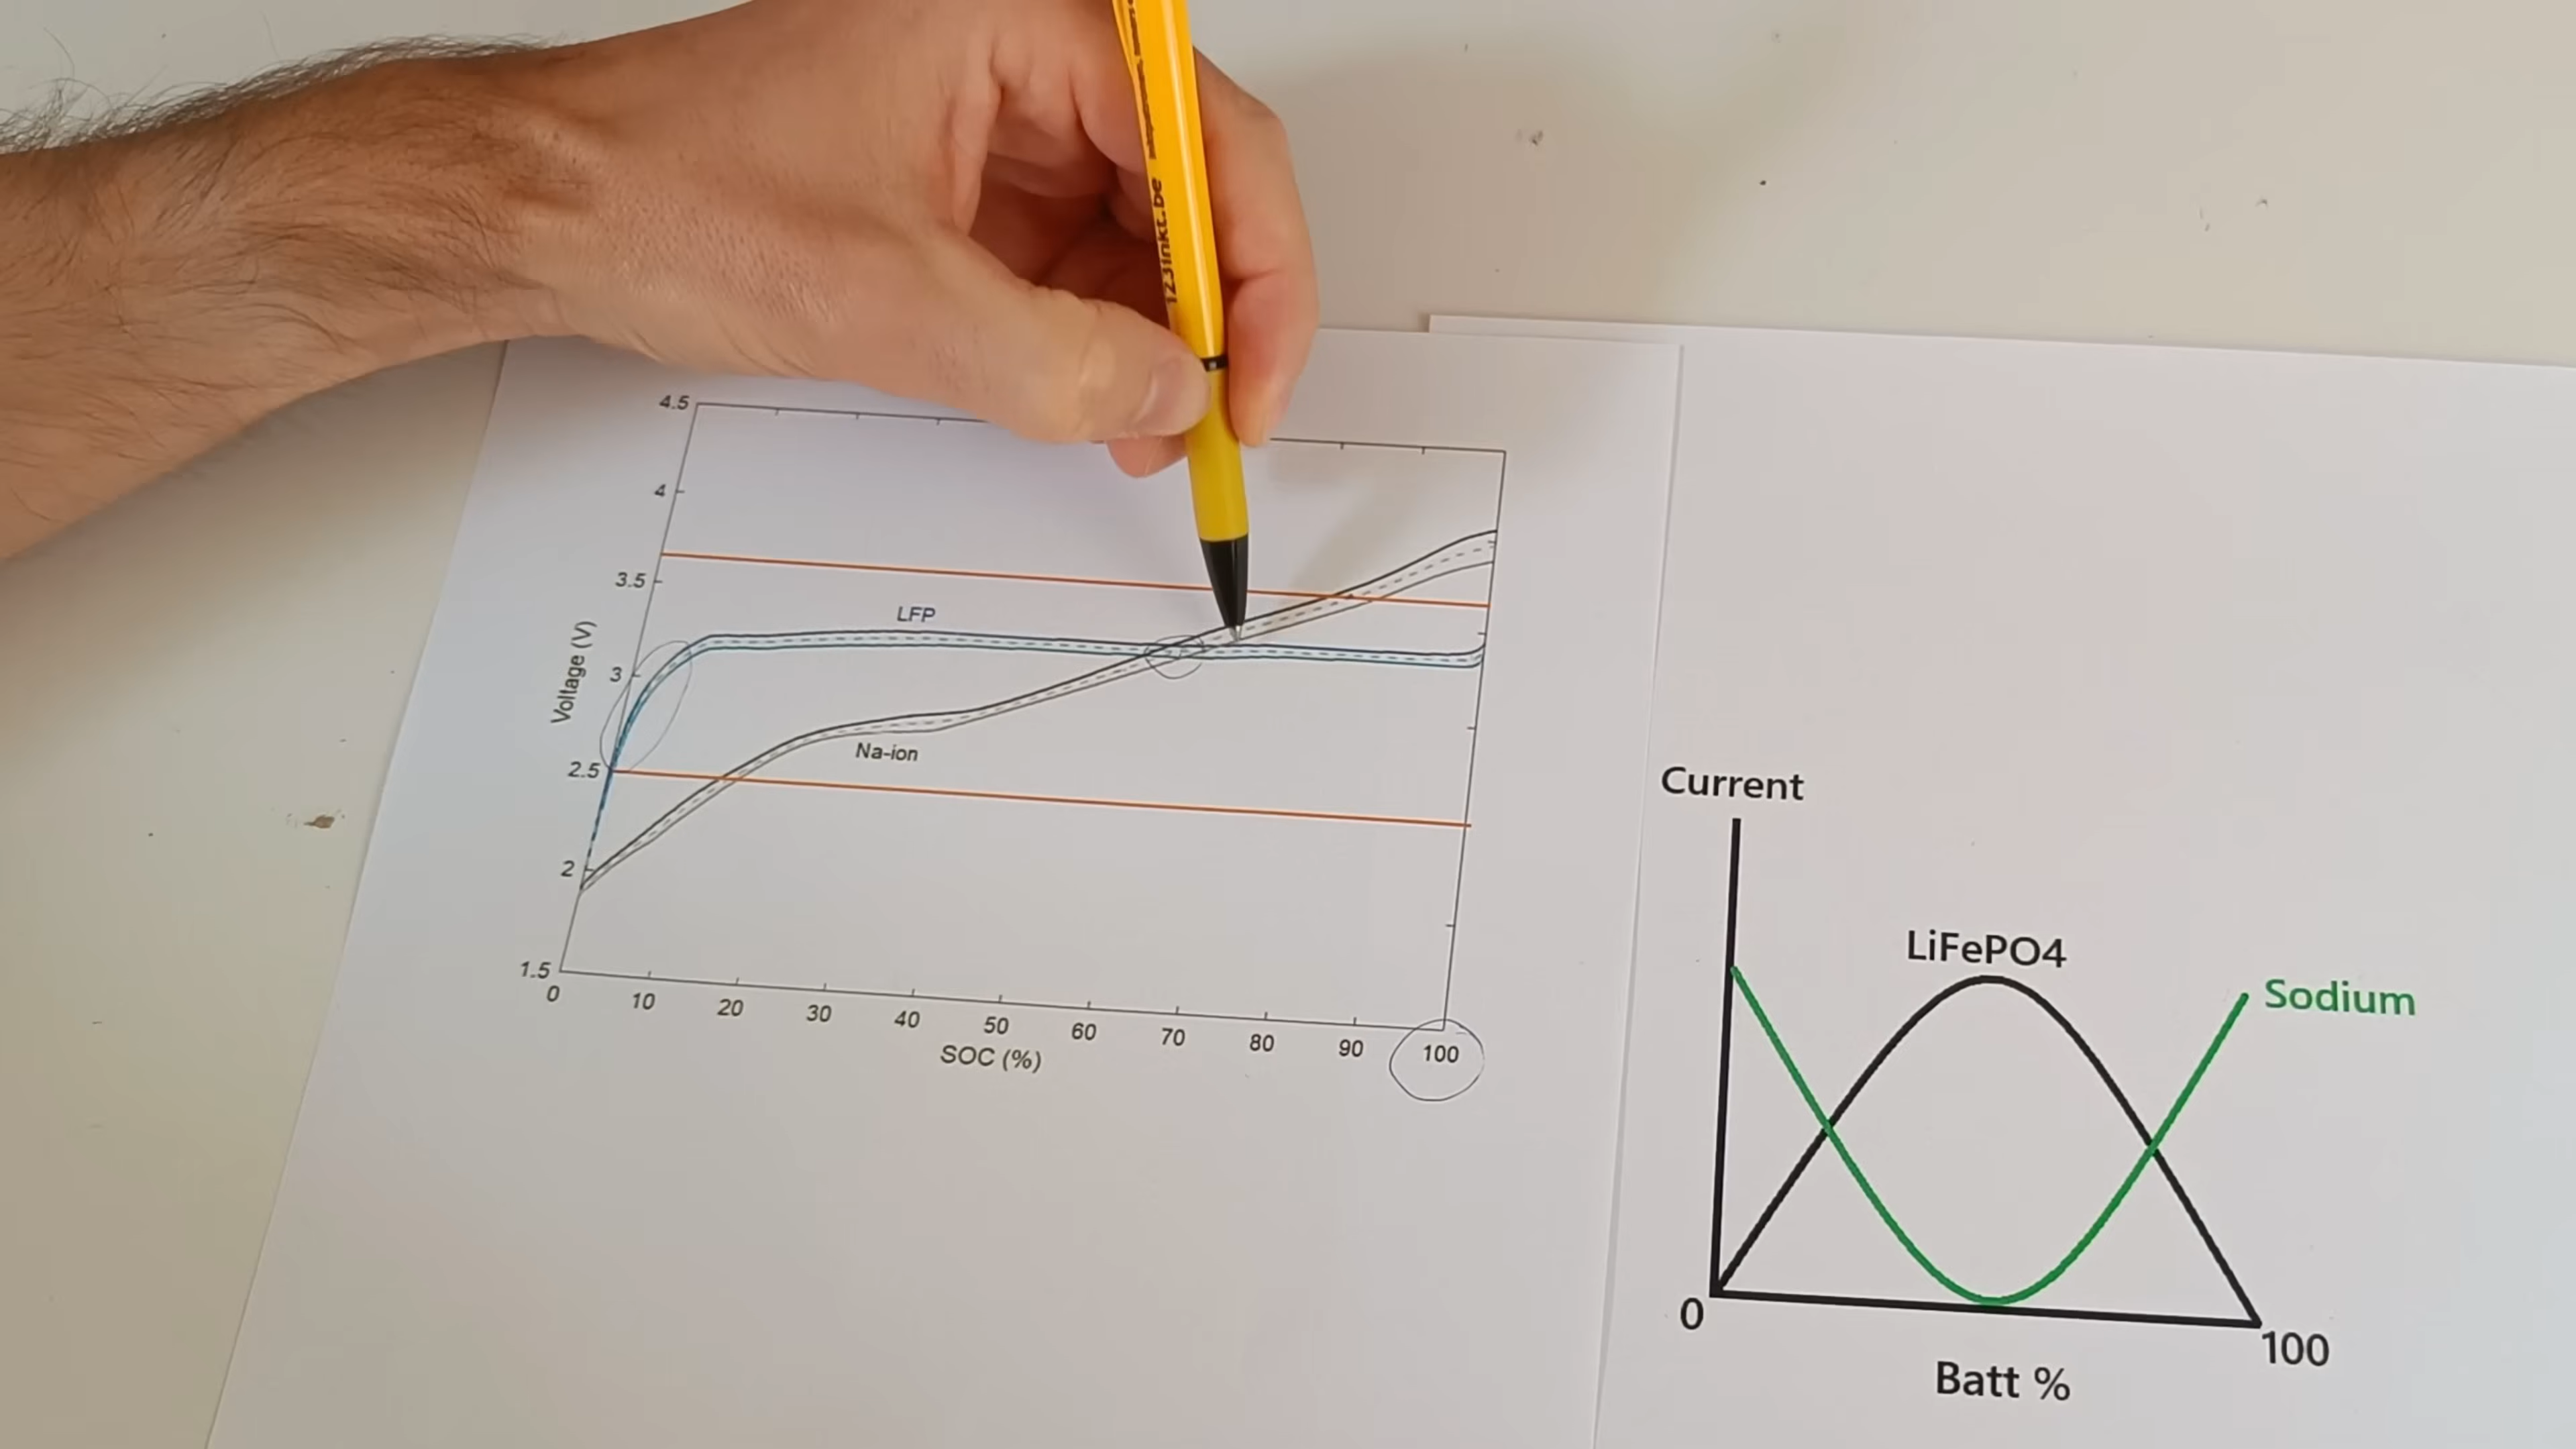 123inkt.be
4.5
4
3.5
3
2.5
2
1.5
Voltage (V)
LFP
Na-ion
0 10 20 30 40 50 60 70 80 90 100
SOC (%)
Current
LiFePO4
Sodium
0
100
Batt %